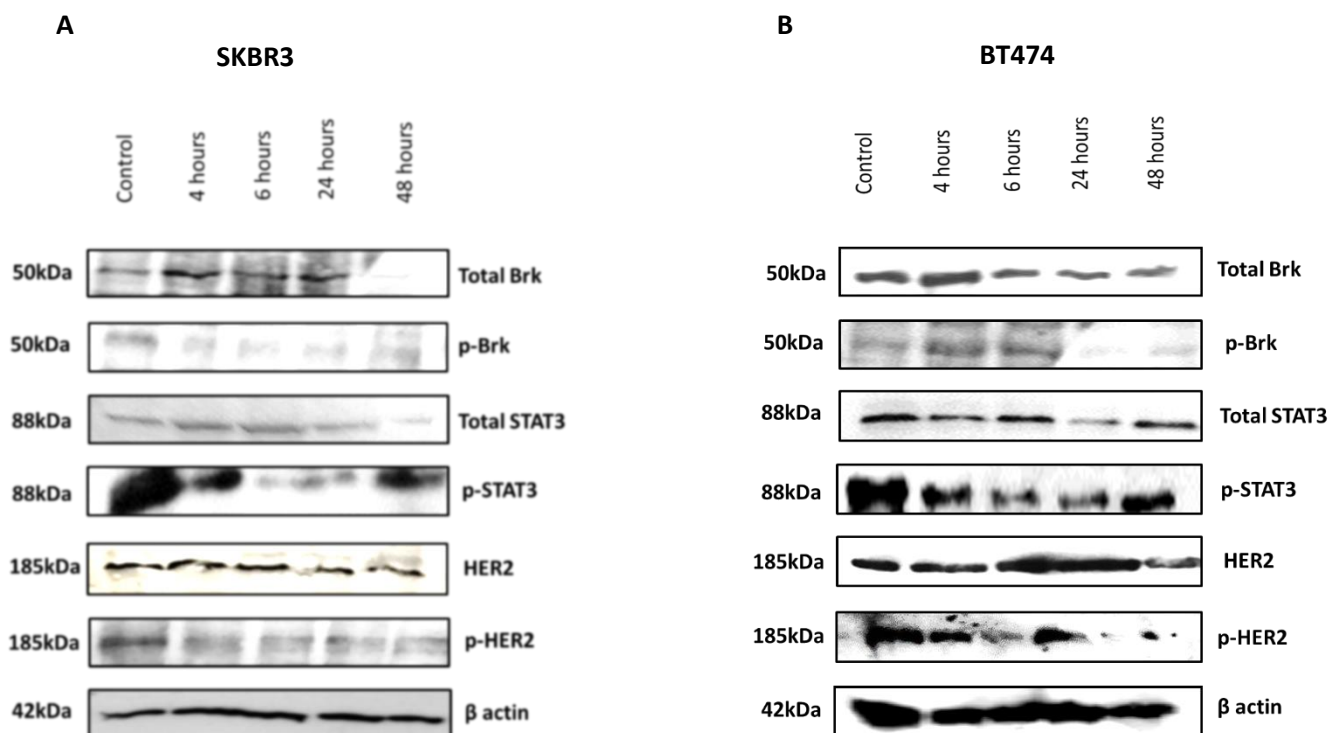 A
SKBR3
Control
4 hours
6 hours
24 hours
48 hours
50kDa Total Brk
50kDa p-Brk
88kDa Total STAT3
88kDa p-STAT3
185kDa HER2
185kDa p-HER2
42kDa β actin
B
BT474
Control
4 hours
6 hours
24 hours
48 hours
50kDa Total Brk
50kDa p-Brk
88kDa Total STAT3
88kDa p-STAT3
185kDa HER2
185kDa p-HER2
42kDa β actin